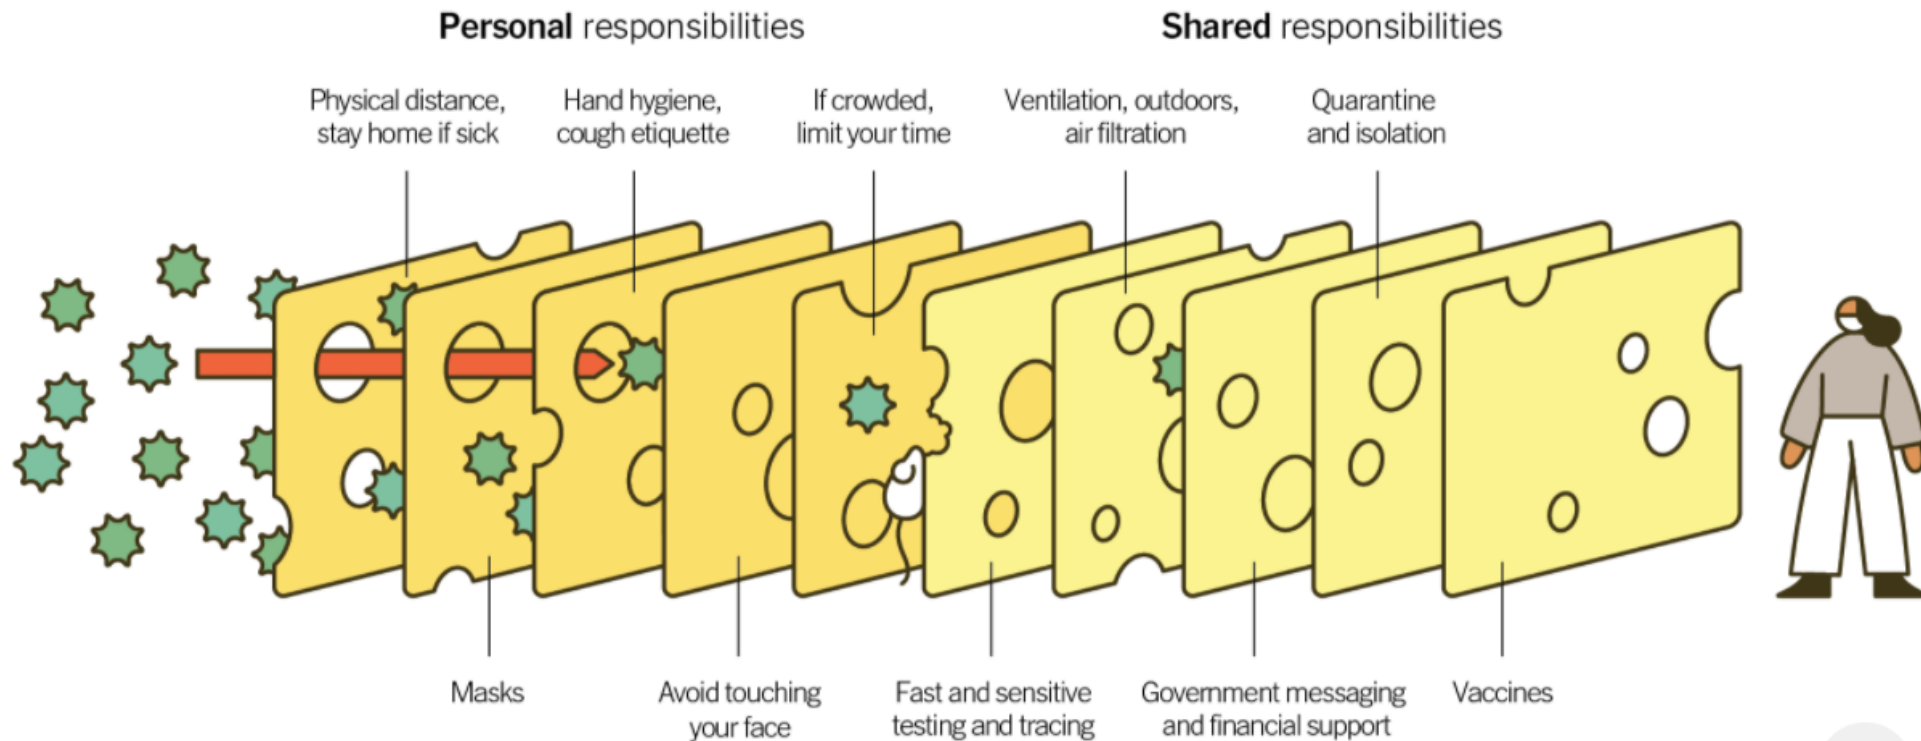 Personal responsibilities
Shared responsibilities
Physical distance,
stay home if sick
Hand hygiene,
cough etiquette
If crowded,
limit your time
Ventilation, outdoors,
air filtration
Quarantine
and isolation
Masks
Avoid touching
your face
Fast and sensitive
testing and tracing
Government messaging
and financial support
Vaccines